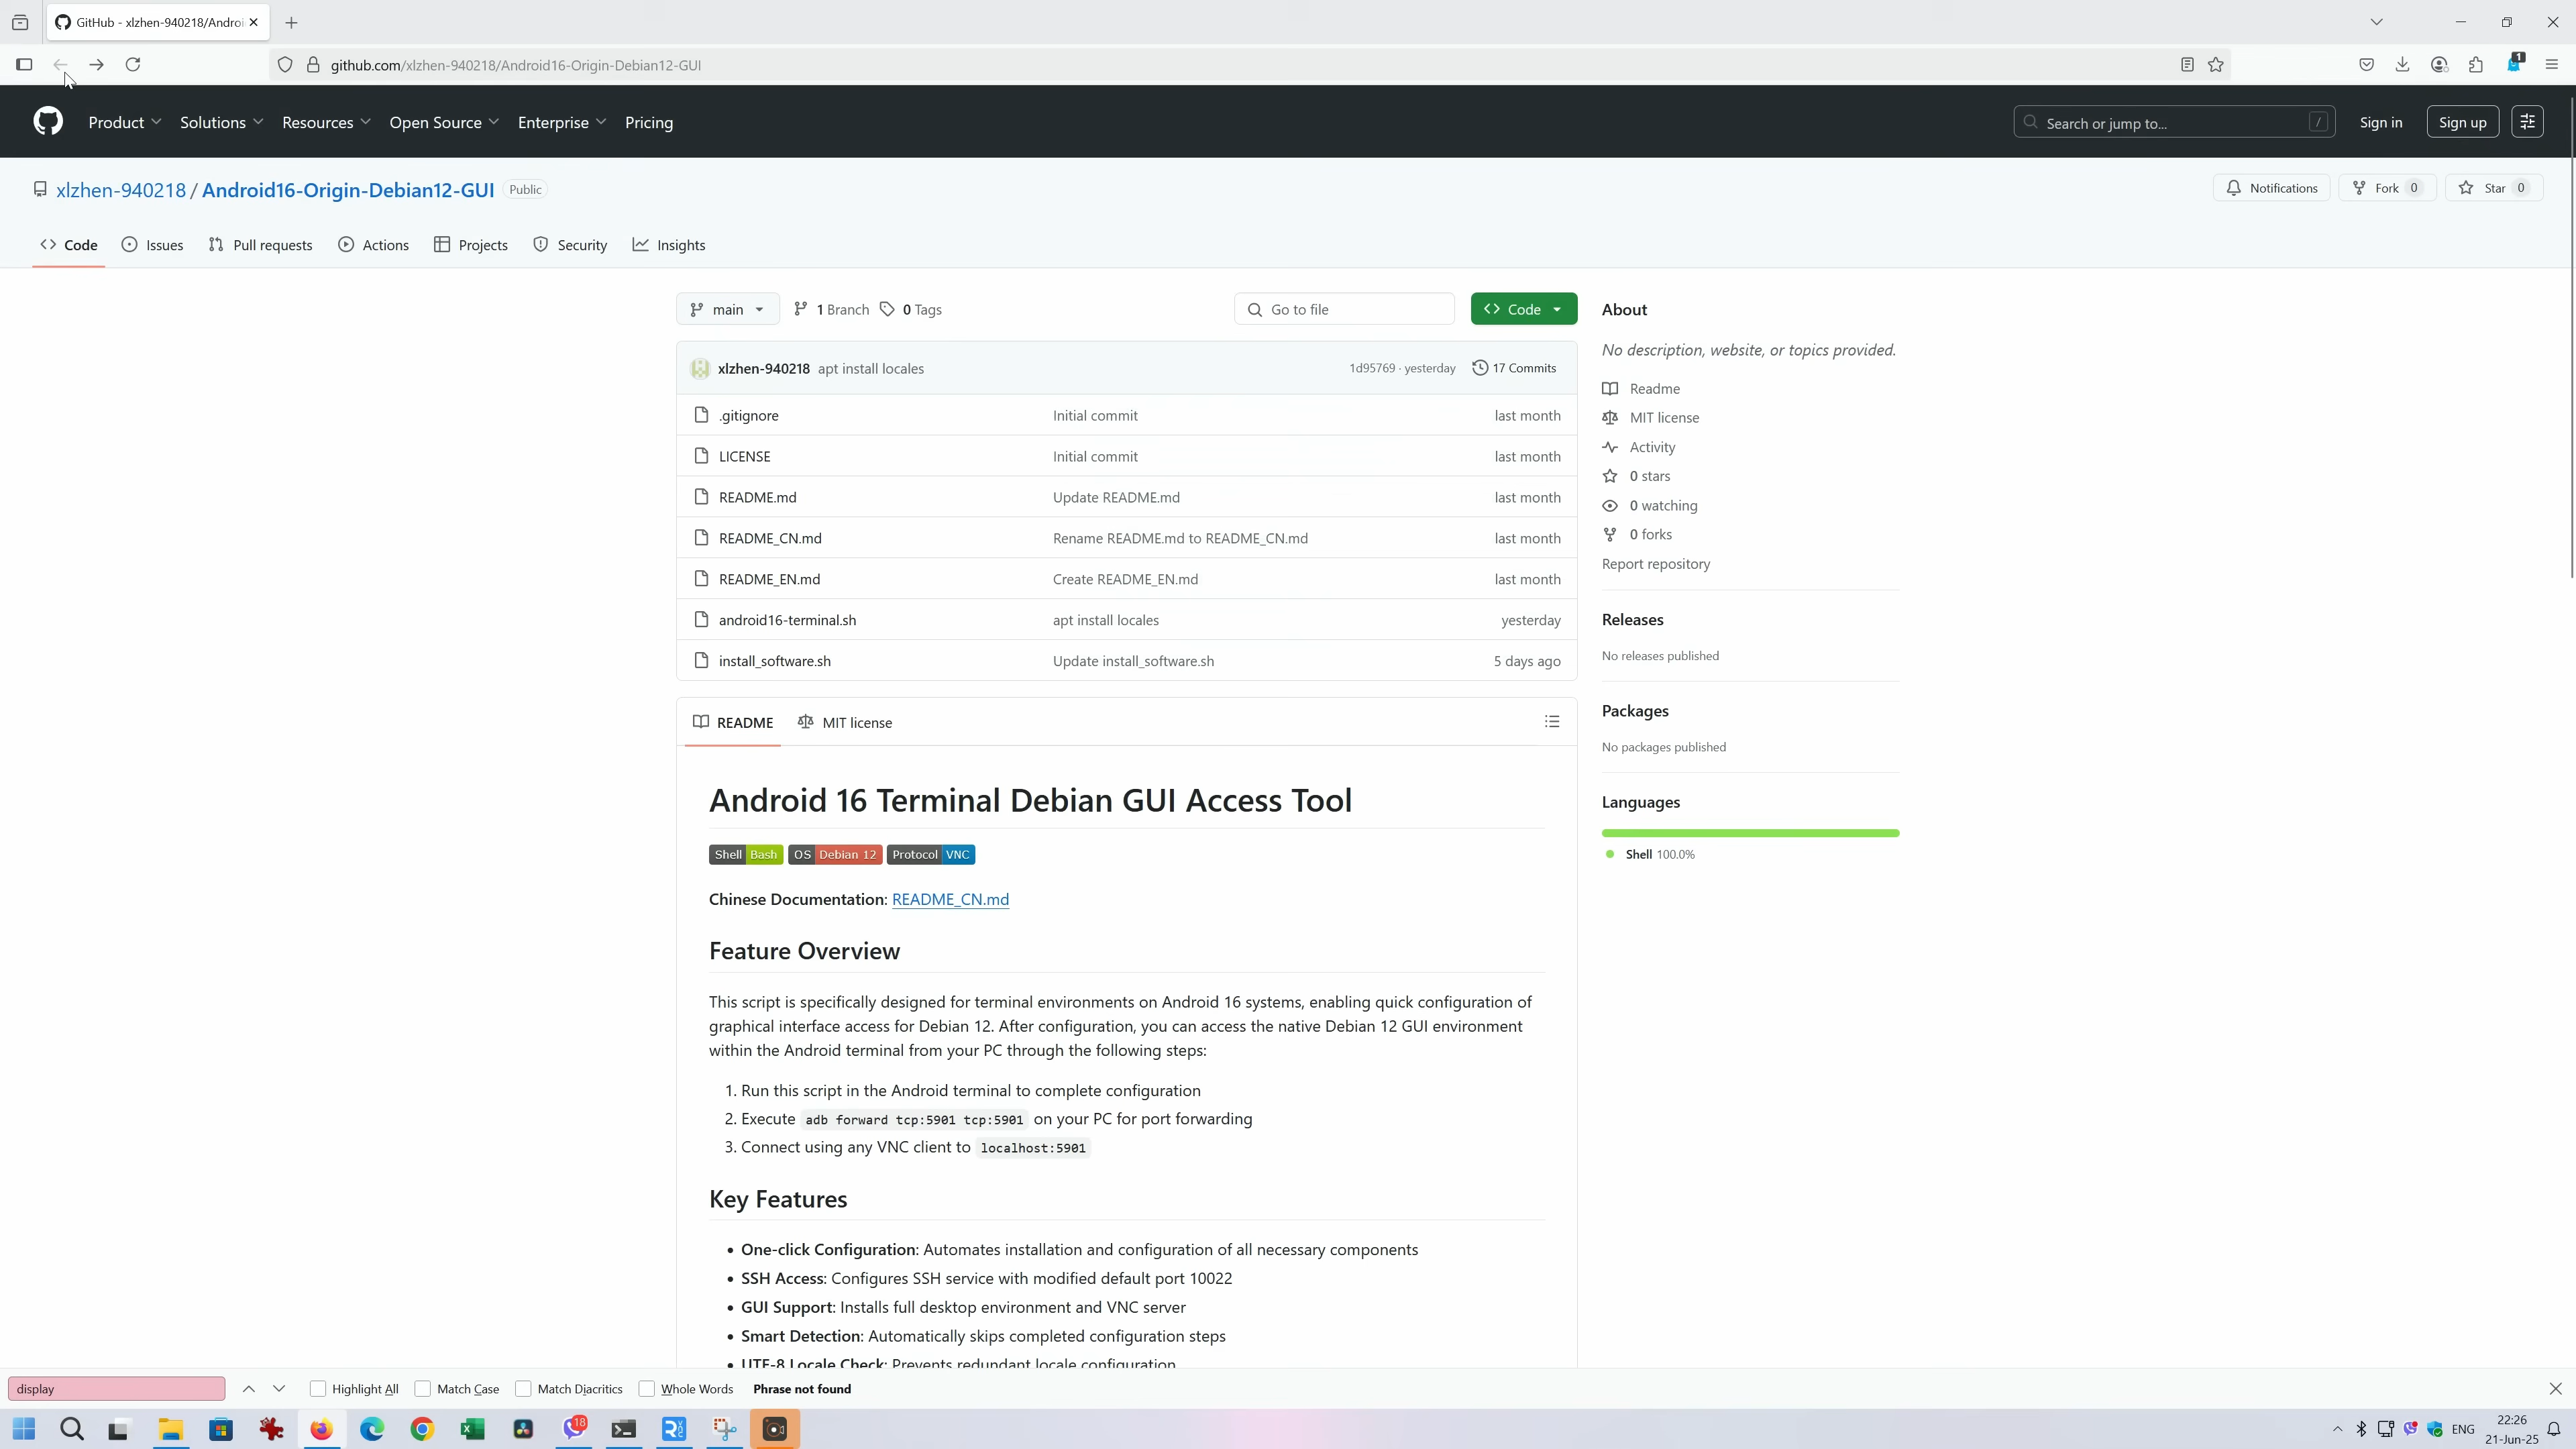 GitHub - xlzhen-940218/Androi
github.com/xlzhen-940218/Android16-Origin-Debian12-GUI
1
Product
Solutions
Resources
Open Source
Enterprise
Pricing
Search or jump to...
/
Sign in
Sign up
xlzhen-940218 / Android16-Origin-Debian12-GUI
Public
Notifications
Fork 0
Star 0
Code
Issues
Pull requests
Actions
Projects
Security
Insights
main
1 Branch
0 Tags
Go to file
Code
xlzhen-940218 apt install locales
1d95769 · yesterday
17 Commits
.gitignore Initial commit last month
LICENSE Initial commit last month
README.md Update README.md last month
README_CN.md Rename README.md to README_CN.md last month
README_EN.md Create README_EN.md last month
android16-terminal.sh apt install locales yesterday
install_software.sh Update install_software.sh 5 days ago
README
MIT license
Android 16 Terminal Debian GUI Access Tool
Shell Bash OS Debian 12 Protocol VNC
Chinese Documentation: README_CN.md
Feature Overview
This script is specifically designed for terminal environments on Android 16 systems, enabling quick configuration of
graphical interface access for Debian 12. After configuration, you can access the native Debian 12 GUI environment
within the Android terminal from your PC through the following steps:
1. Run this script in the Android terminal to complete configuration
2. Execute adb forward tcp:5901 tcp:5901 on your PC for port forwarding
3. Connect using any VNC client to localhost:5901
Key Features
• One-click Configuration: Automates installation and configuration of all necessary components
• SSH Access: Configures SSH service with modified default port 10022
• GUI Support: Installs full desktop environment and VNC server
• Smart Detection: Automatically skips completed configuration steps
• UTF-8 Locale Check: Prevents redundant locale configuration
About
No description, website, or topics provided.
Readme
MIT license
Activity
0 stars
0 watching
0 forks
Report repository
Releases
No releases published
Packages
No packages published
Languages
Shell 100.0%
display
Highlight All
Match Case
Match Diacritics
Whole Words
Phrase not found
18
ENG
22:26
21-Jun-25